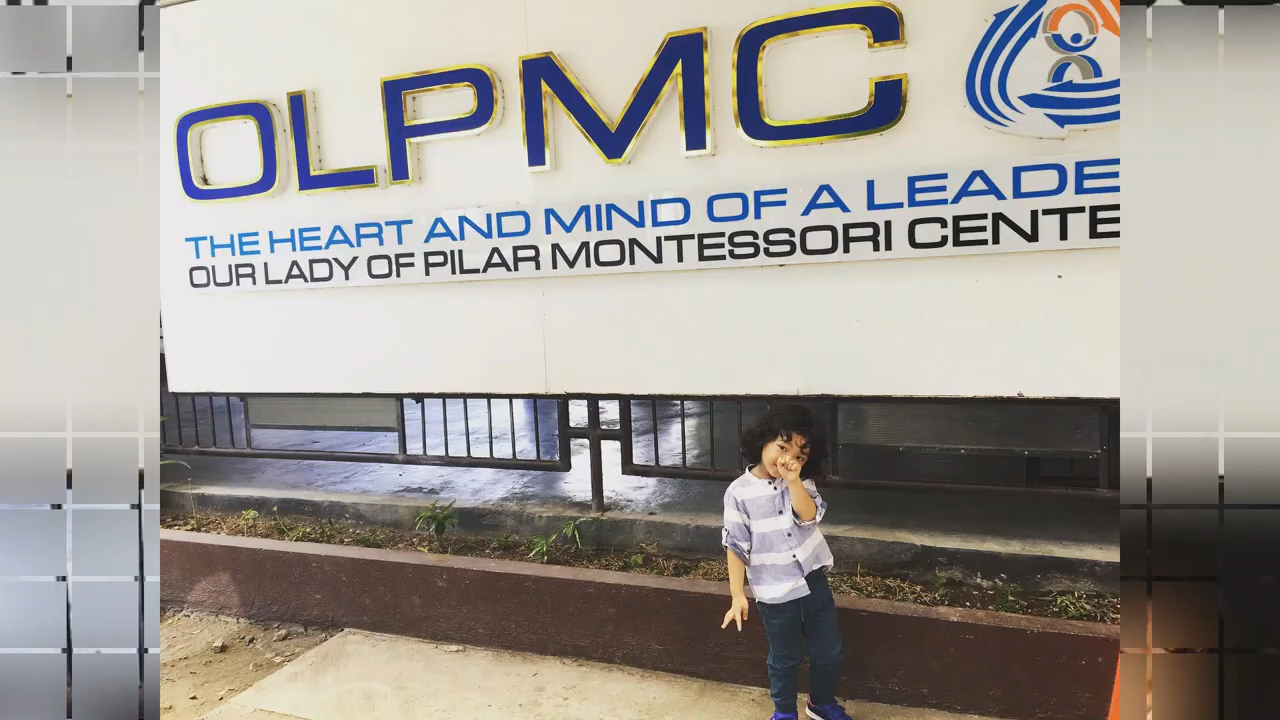 OLPMC
THE HEART AND MIND OF A LEADE
OUR LADY OF PILAR MONTESSORI CENTE